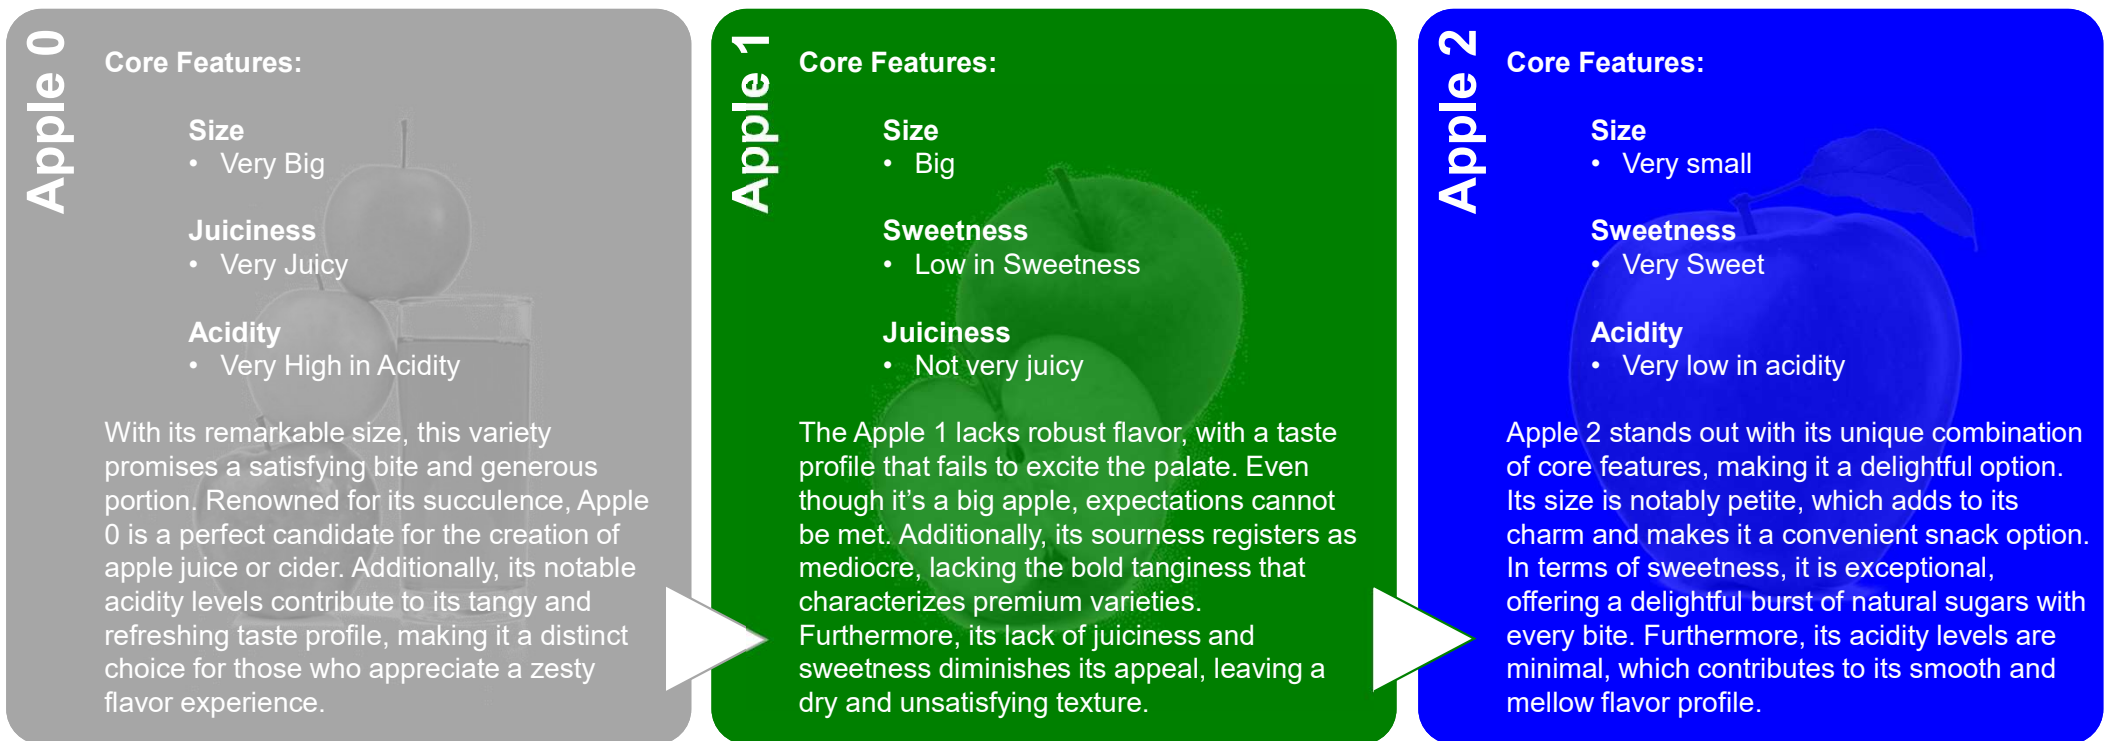 Apple 0
Core Features:
Size
• Very Big
Juiciness
• Very Juicy
Acidity
• Very High in Acidity
With its remarkable size, this variety
promises a satisfying bite and generous
portion. Renowned for its succulence, Apple
0 is a perfect candidate for the creation of
apple juice or cider. Additionally, its notable
acidity levels contribute to its tangy and
refreshing taste profile, making it a distinct
choice for those who appreciate a zesty
flavor experience.
Apple 1
Core Features:
Size
• Big
Sweetness
• Low in Sweetness
Juiciness
• Not very juicy
The Apple 1 lacks robust flavor, with a taste
profile that fails to excite the palate. Even
though it’s a big apple, expectations cannot
be met. Additionally, its sourness registers as
mediocre, lacking the bold tanginess that
characterizes premium varieties.
Furthermore, its lack of juiciness and
sweetness diminishes its appeal, leaving a
dry and unsatisfying texture.
Apple 2
Core Features:
Size
• Very small
Sweetness
• Very Sweet
Acidity
• Very low in acidity
Apple 2 stands out with its unique combination
of core features, making it a delightful option.
Its size is notably petite, which adds to its
charm and makes it a convenient snack option.
In terms of sweetness, it is exceptional,
offering a delightful burst of natural sugars with
every bite. Furthermore, its acidity levels are
minimal, which contributes to its smooth and
mellow flavor profile.